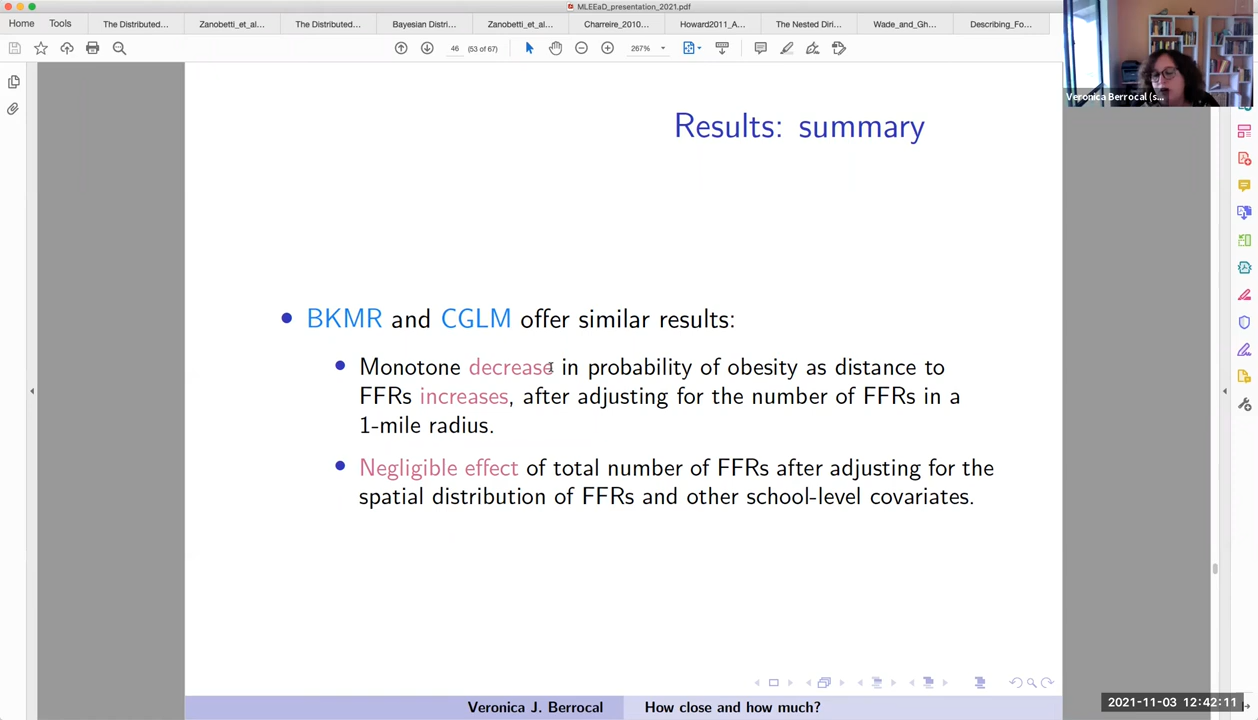 MLEEaD_presentation_2021.pdf
Home
Tools
The Distributed...
Zanobetti_et_al...
The Distributed...
Bayesian Distri...
Zanobetti_et_al...
Charreire_2010...
Howard2011_A...
The Nested Diri...
Wade_and_Gh...
Describing_Fo...
46 (53 of 67)
267%
Veronica Berrocal (s...
Results: summary
• BKMR and CGLM offer similar results:
• Monotone decrease in probability of obesity as distance to
FFRs increases, after adjusting for the number of FFRs in a
1-mile radius.
• Negligible effect of total number of FFRs after adjusting for the
spatial distribution of FFRs and other school-level covariates.
Veronica J. Berrocal
How close and how much?
2021-11-03 12:42:11